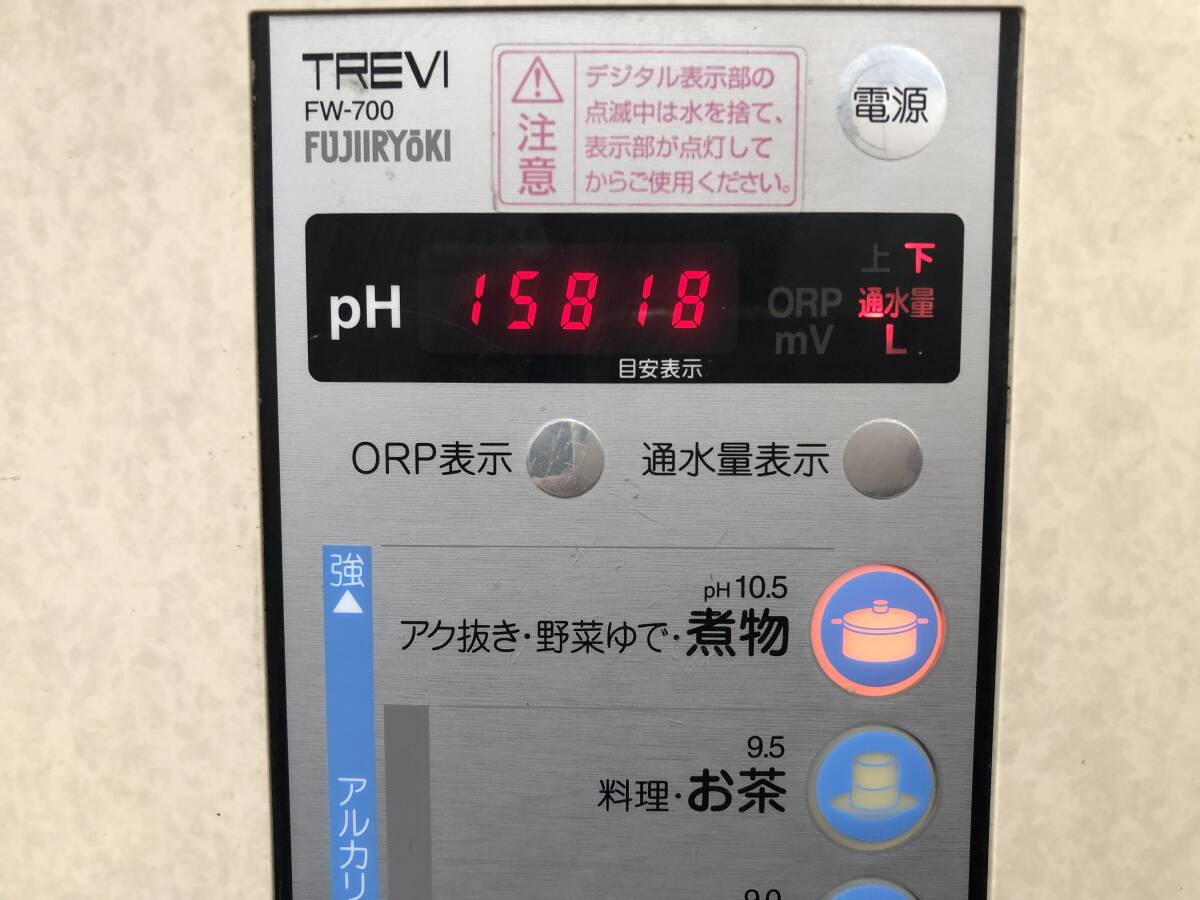 TREVI
FW-700
FUJIIRYōKI
注意
デジタル表示部の
点滅中は水を捨て、
表示部が点灯して
からご使用ください。
電源
pH
15818
上 下
ORP
mV
通水量
L
目安表示
ORP表示
通水量表示
強
pH10.5
アク抜き・野菜ゆで・煮物
9.5
料理・お茶
アルカリ